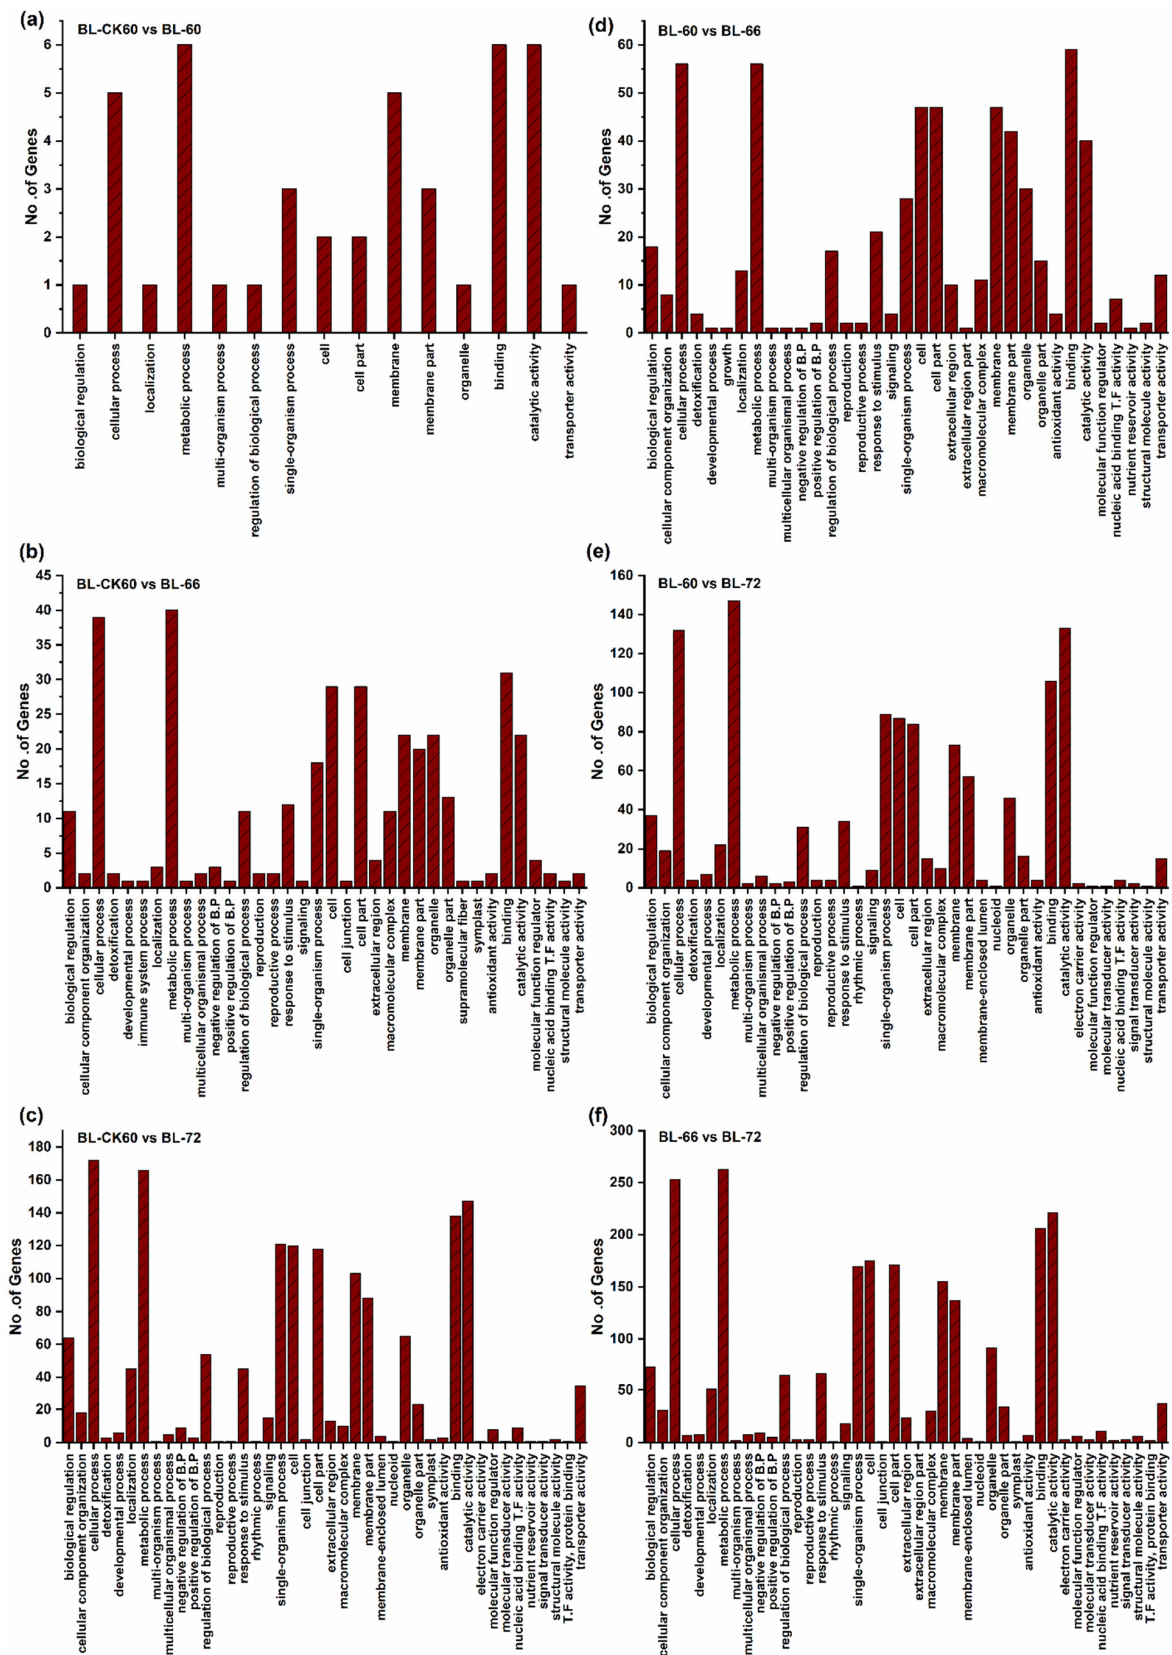 (a)
BL-CK60 vs BL-60
No .of Genes
6
5
4
3
2
1
0
biological regulation
cellular process
localization
metabolic process
multi-organism process
regulation of biological process
single-organism process
cell
cell part
membrane
membrane part
organelle
binding
catalytic activity
transporter activity
(d)
BL-60 vs BL-66
No .of Genes
60
50
40
30
20
10
0
biological regulation
cellular component organization
cellular process
detoxification
developmental process
growth
localization
metabolic process
multi-organism process
multicellular organismal process
negative regulation of B.P
positive regulation of B.P
regulation of biological process
reproduction
reproductive process
response to stimulus
signaling
single-organism process
cell
cell part
extracellular region
extracellular region part
macromolecular complex
membrane
membrane part
organelle
organelle part
antioxidant activity
binding
catalytic activity
molecular function regulator
nucleic acid binding T.F activity
nutrient reservoir activity
structural molecule activity
transporter activity
(b)
BL-CK60 vs BL-66
No .of Genes
45
40
35
30
25
20
15
10
5
0
biological regulation
cellular component organization
cellular process
detoxification
developmental process
immune system process
localization
metabolic process
multi-organism process
multicellular organismal process
negative regulation of B.P
positive regulation of B.P
regulation of biological process
reproduction
reproductive process
response to stimulus
signaling
single-organism process
cell
cell junction
cell part
extracellular region
macromolecular complex
membrane
membrane part
organelle
organelle part
supramolecular fiber
symplast
antioxidant activity
binding
catalytic activity
molecular function regulator
nucleic acid binding T.F activity
structural molecule activity
transporter activity
(e)
BL-60 vs BL-72
No .of Genes
160
140
120
100
80
60
40
20
0
biological regulation
cellular component organization
cellular process
detoxification
developmental process
localization
metabolic process
multi-organism process
multicellular organismal process
negative regulation of B.P
positive regulation of B.P
regulation of biological process
reproduction
reproductive process
response to stimulus
rhythmic process
signaling
single-organism process
cell
cell part
extracellular region
macromolecular complex
membrane
membrane part
membrane-enclosed lumen
nucleoid
organelle
organelle part
antioxidant activity
binding
catalytic activity
electron carrier activity
molecular function regulator
molecular transducer activity
nucleic acid binding T.F activity
signal transducer activity
structural molecule activity
transporter activity
(c)
BL-CK60 vs BL-72
No .of Genes
180
160
140
120
100
80
60
40
20
0
biological regulation
cellular component organization
cellular process
detoxification
developmental process
localization
metabolic process
multi-organism process
multicellular organismal process
negative regulation of B.P
positive regulation of B.P
regulation of biological process
reproduction
reproductive process
response to stimulus
rhythmic process
signaling
single-organism process
cell
cell junction
cell part
extracellular region
macromolecular complex
membrane
membrane part
membrane-enclosed lumen
nucleoid
organelle
organelle part
symplast
antioxidant activity
binding
catalytic activity
electron carrier activity
molecular function regulator
molecular transducer activity
nucleic acid binding T.F activity
nutrient reservoir activity
signal transducer activity
structural molecule activity
T.F activity, protein binding
transporter activity
(f)
BL-66 vs BL-72
No .of Genes
300
250
200
150
100
50
0
biological regulation
cellular component organization
cellular process
detoxification
developmental process
localization
metabolic process
multi-organism process
multicellular organismal process
negative regulation of B.P
positive regulation of B.P
regulation of biological process
reproduction
reproductive process
response to stimulus
rhythmic process
signaling
single-organism process
cell
cell junction
cell part
extracellular region
extracellular region part
macromolecular complex
membrane
membrane part
membrane-enclosed lumen
nucleoid
organelle
organelle part
symplast
antioxidant activity
binding
catalytic activity
electron carrier activity
molecular function regulator
molecular transducer activity
nucleic acid binding T.F activity
nutrient reservoir activity
signal transducer activity
structural molecule activity
T.F activity, protein binding
transporter activity